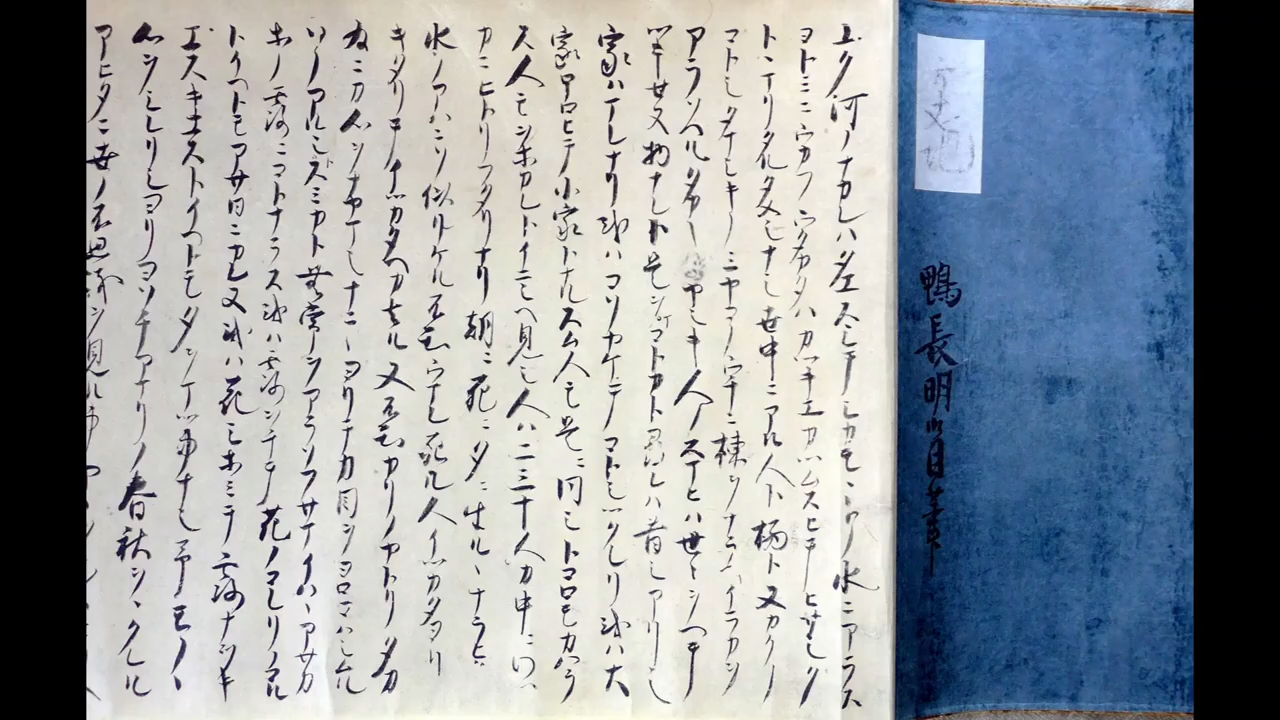 方丈記
鴨長明自筆
ユク河ノナカレハタエスシテシカモヽトノ水ニアラス
ヨトミニウカフウタカタハカツキエカツムスヒテヒサシク
トヽマリタルタメシナシ世中ニアル人ト栖ト又カクノ
コトシタマシキノミヤコノウチニ棟ヲナラヘイラカヲ
アラソヘルタカキイヤシキ人ノスマヒハ世ヽヲヘテ
ツキセヌ物ナレト是ヲマコトカト尋レハ昔シアリシ
家ハマレナリ或ハコソヤケテコトシツクレリ或ハ大
家ホロヒテ小家トナルスム人モ是ニ同シトコロモカハラ
ス人モヲホカレトイニシヘ見シ人ハ二三十人カ中ニワツ
カニヒトリフタリナリ朝ニ死ニ夕ニ生ルヽナラヒ
水ノアハニソ似リケル不知ウマレ死ル人イツカタヨリ
キタリテイツカタヘカ去ル又不知カリノヤトリタカ
為ニカ心ヲナヤマシナニヽヨリテカ目ヲヨロコハシムル
ソノアルシスミカト無常ヲアラソフサマイハヽアサカ
ホノ露ニコトナラス或ハ露ヲチテ花ノコレリノコル
トイヘトモアサ日ニカレヌ或ハ花シホミテ露ナヲキ
エスキエストイヘトモ夕ヲマツ事ナシ予モノヽ
心ヲシレリシヨリヨソチアマリノ春秋ヲヽクレル
アヒタニ世ノ不思議ヲ見ル事